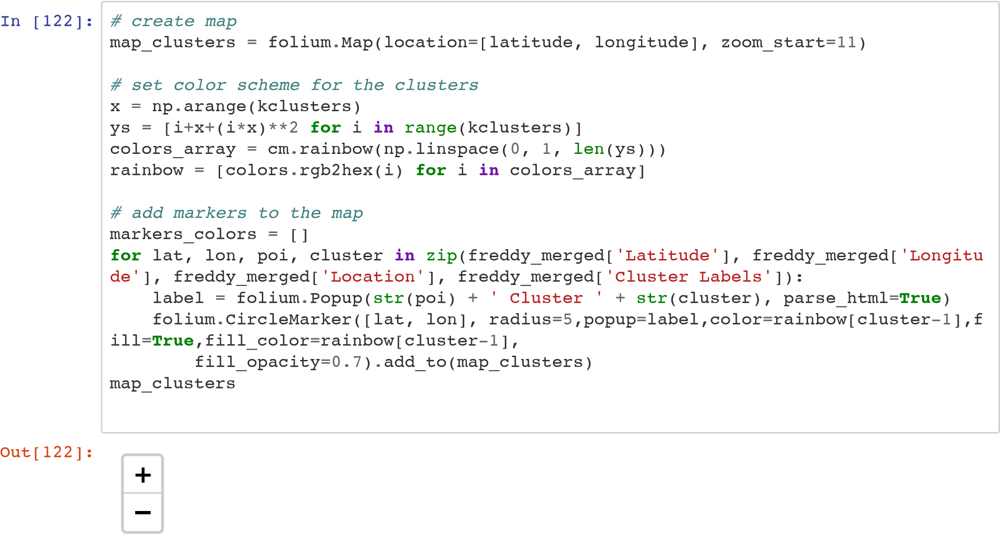 In [122]:
# create map
map_clusters = folium.Map(location=[latitude, longitude], zoom_start=11)
# set color scheme for the clusters
x = np.arange(kclusters)
ys = [i+x+(i*x)**2 for i in range(kclusters)]
colors_array = cm.rainbow(np.linspace(0, 1, len(ys)))
rainbow = [colors.rgb2hex(i) for i in colors_array]
# add markers to the map
markers_colors = []
for lat, lon, poi, cluster in zip(freddy_merged['Latitude'], freddy_merged['Longitu
de'], freddy_merged['Location'], freddy_merged['Cluster Labels']):
    label = folium.Popup(str(poi) + ' Cluster ' + str(cluster), parse_html=True)
    folium.CircleMarker([lat, lon], radius=5,popup=label,color=rainbow[cluster-1],f
ill=True,fill_color=rainbow[cluster-1],
        fill_opacity=0.7).add_to(map_clusters)
map_clusters
Out[122]:
+
−